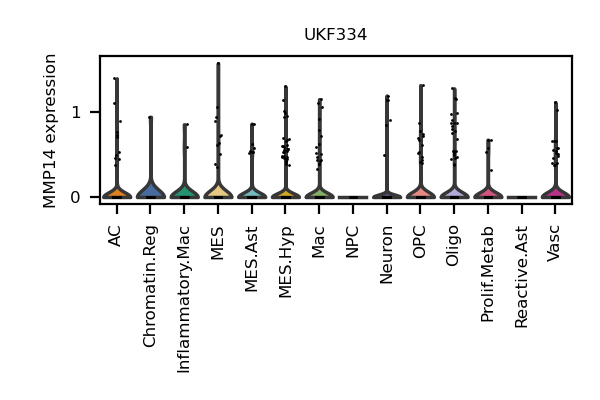 UKF334
MMP14 expression
1
0
AC
Chromatin.Reg
Inflammatory.Mac
MES
MES.Ast
MES.Hyp
Mac
NPC
Neuron
OPC
Oligo
Prolif.Metab
Reactive.Ast
Vasc